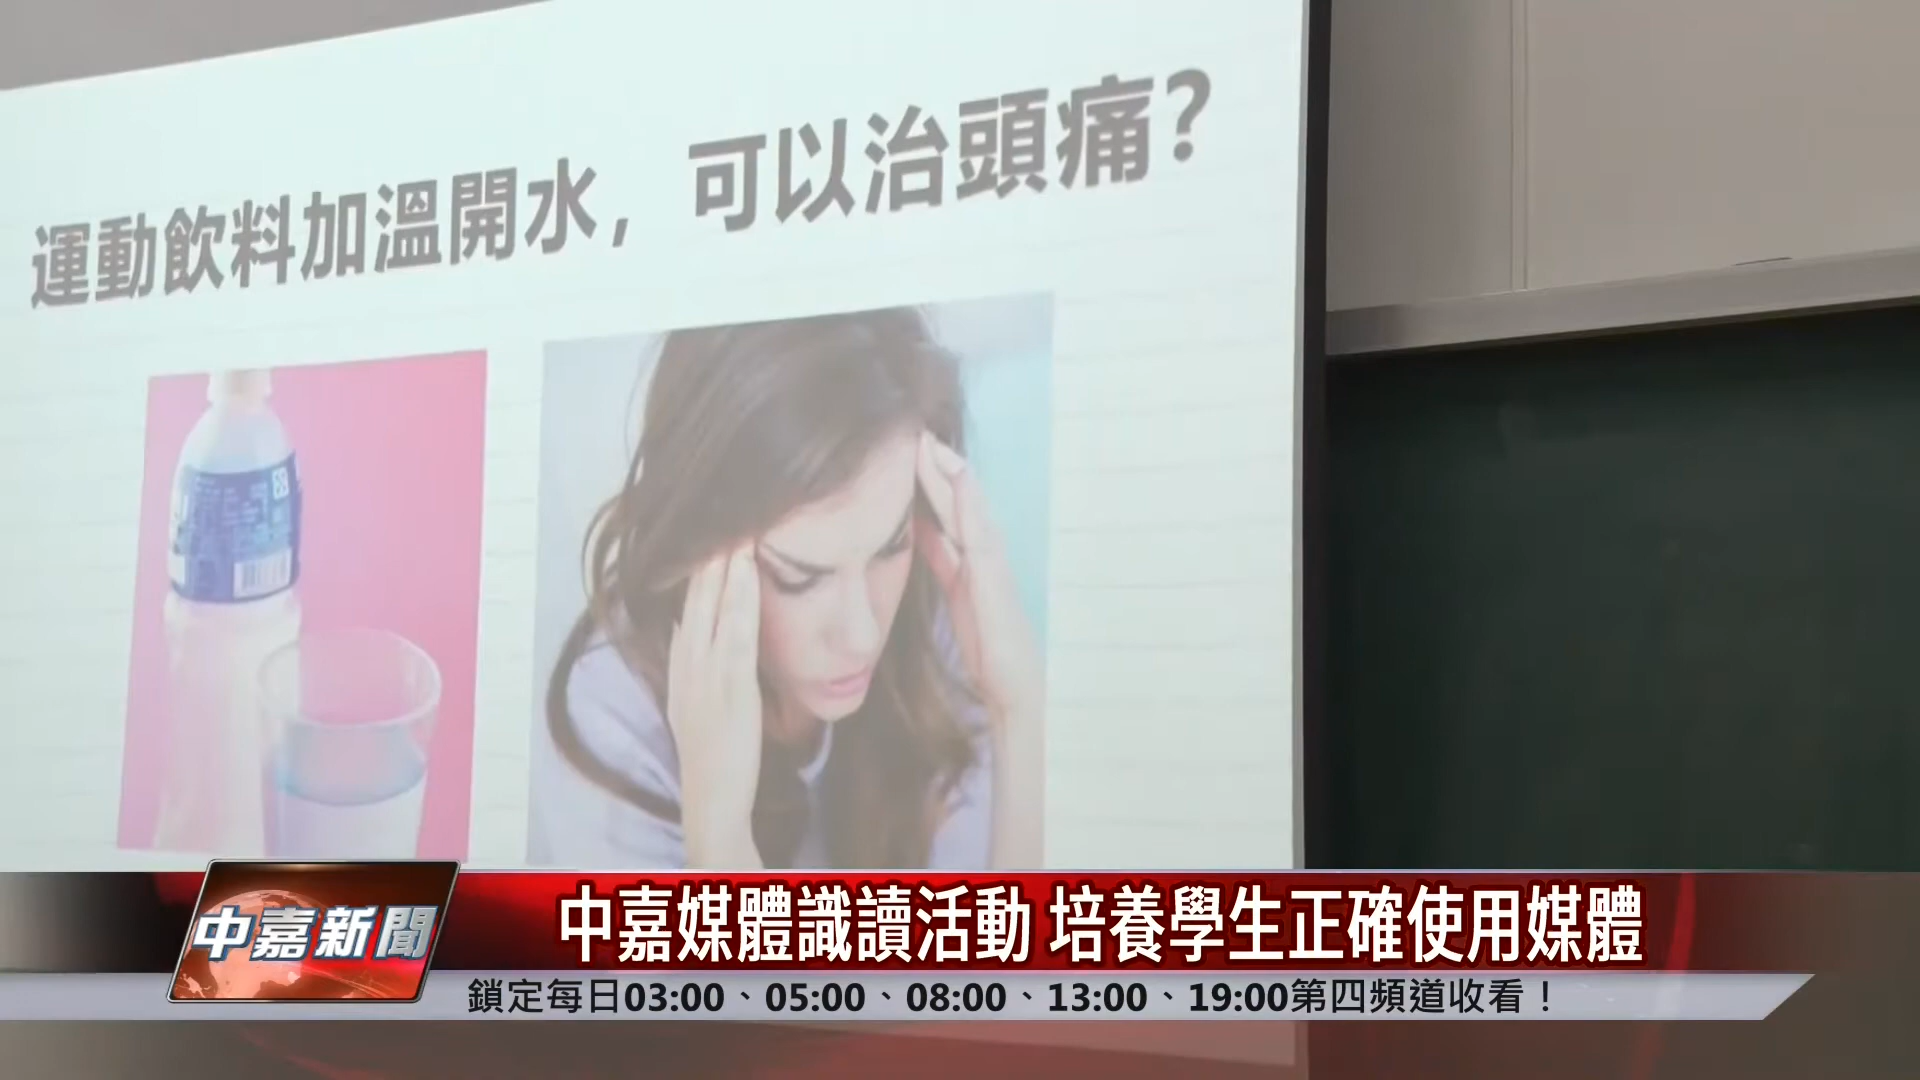 運動飲料加溫開水，可以治頭痛？
中嘉新聞
中嘉媒體識讀活動 培養學生正確使用媒體
鎖定每日03:00、05:00、08:00、13:00、19:00第四頻道收看！